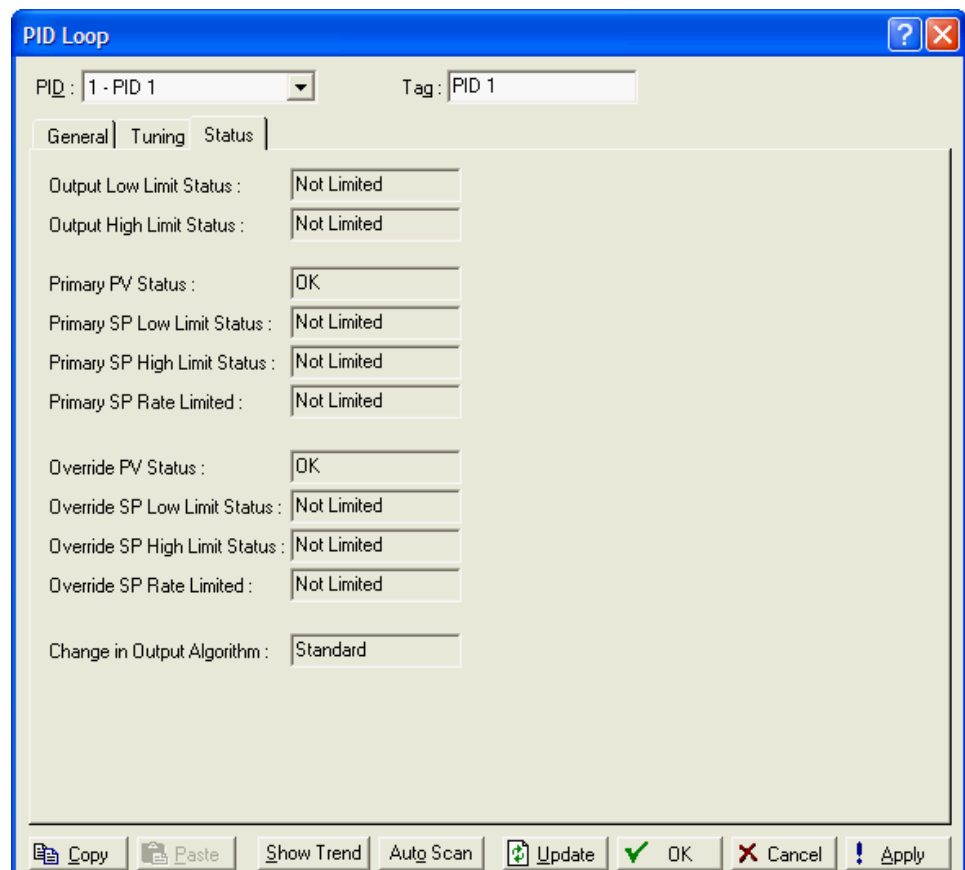 PID Loop
PID : 1 - PID 1 Tag : PID 1
General Tuning Status
Output Low Limit Status : Not Limited
Output High Limit Status : Not Limited
Primary PV Status : OK
Primary SP Low Limit Status : Not Limited
Primary SP High Limit Status : Not Limited
Primary SP Rate Limited : Not Limited
Override PV Status : OK
Override SP Low Limit Status : Not Limited
Override SP High Limit Status : Not Limited
Override SP Rate Limited : Not Limited
Change in Output Algorithm : Standard
Copy Paste Show Trend Auto Scan Update OK Cancel Apply